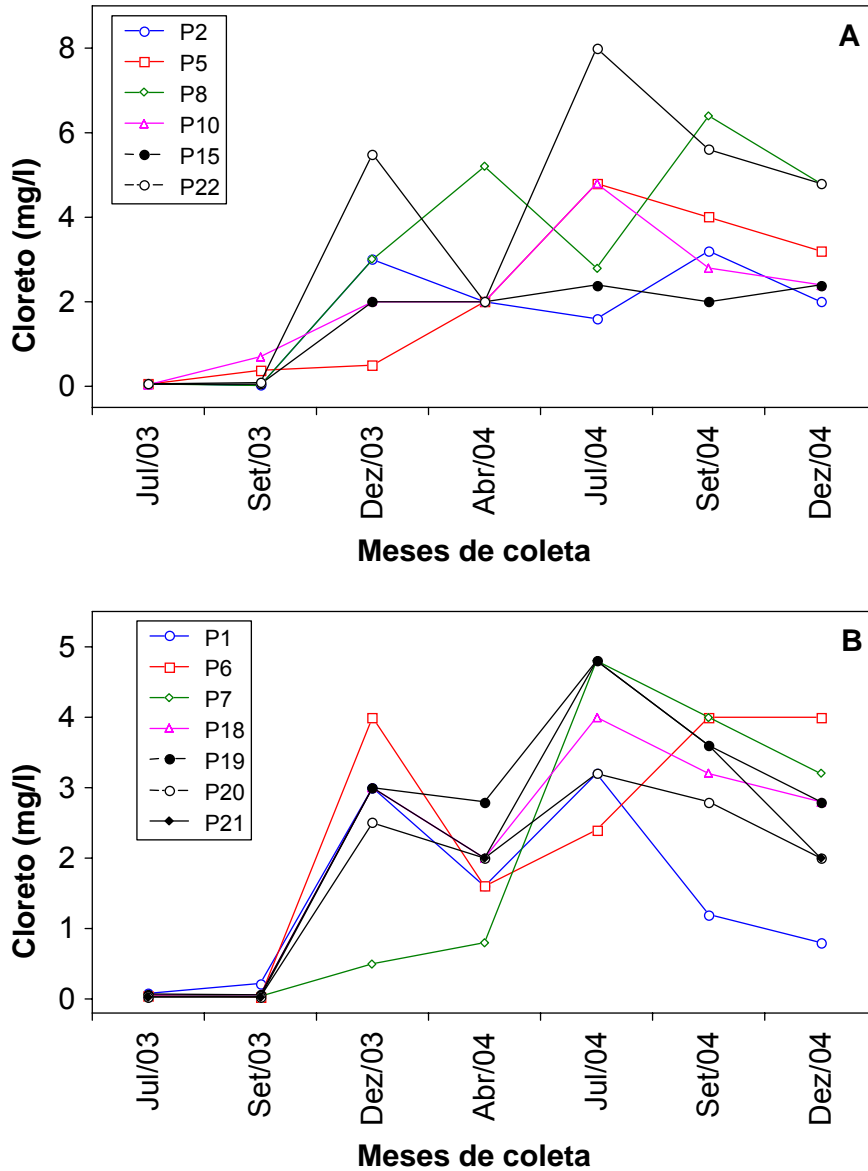 A
P2
P5
P8
P10
P15
P22
Cloreto (mg/l)
8
6
4
2
0
Jul/03
Set/03
Dez/03
Abr/04
Jul/04
Set/04
Dez/04
Meses de coleta
B
P1
P6
P7
P18
P19
P20
P21
Cloreto (mg/l)
5
4
3
2
1
0
Jul/03
Set/03
Dez/03
Abr/04
Jul/04
Set/04
Dez/04
Meses de coleta